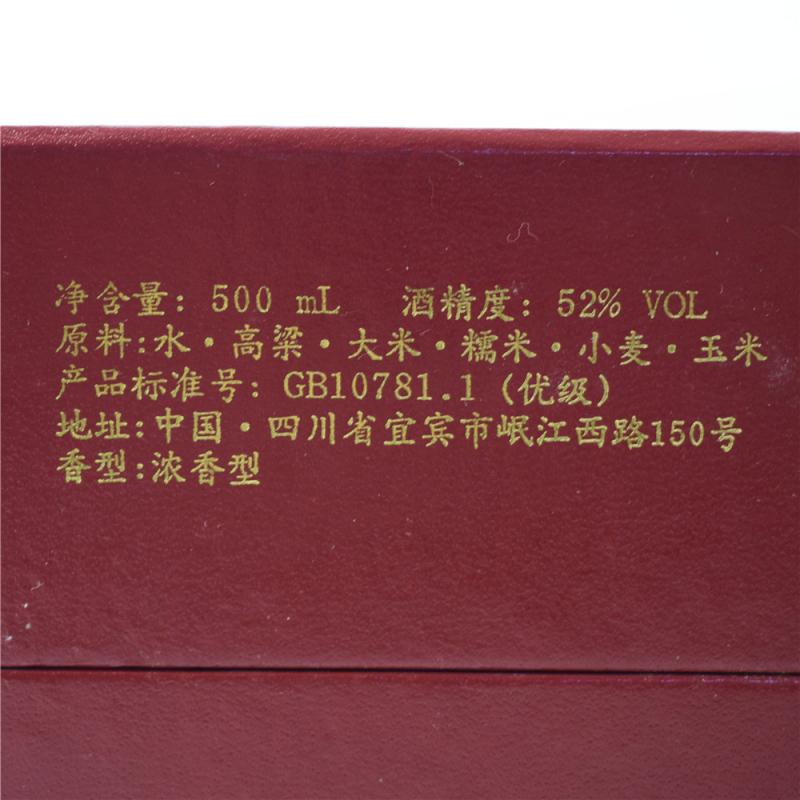 净含量: 500 mL 酒精度: 52% VOL
原料:水·高粱·大米·糯米·小麦·玉米
产品标准号: GB10781.1 (优级)
地址:中国·四川省宜宾市岷江西路150号
香型:浓香型